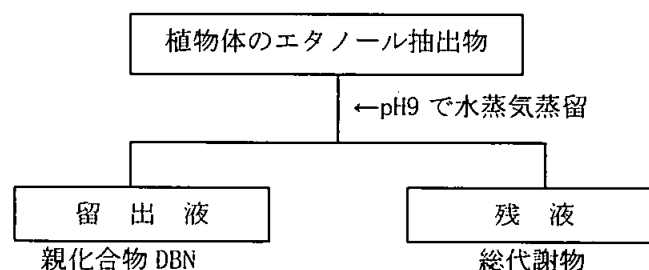 植物体のエタノール抽出物
←pH9 で水蒸気蒸留
留 出 液
残 液
親化合物 DBN
総代謝物